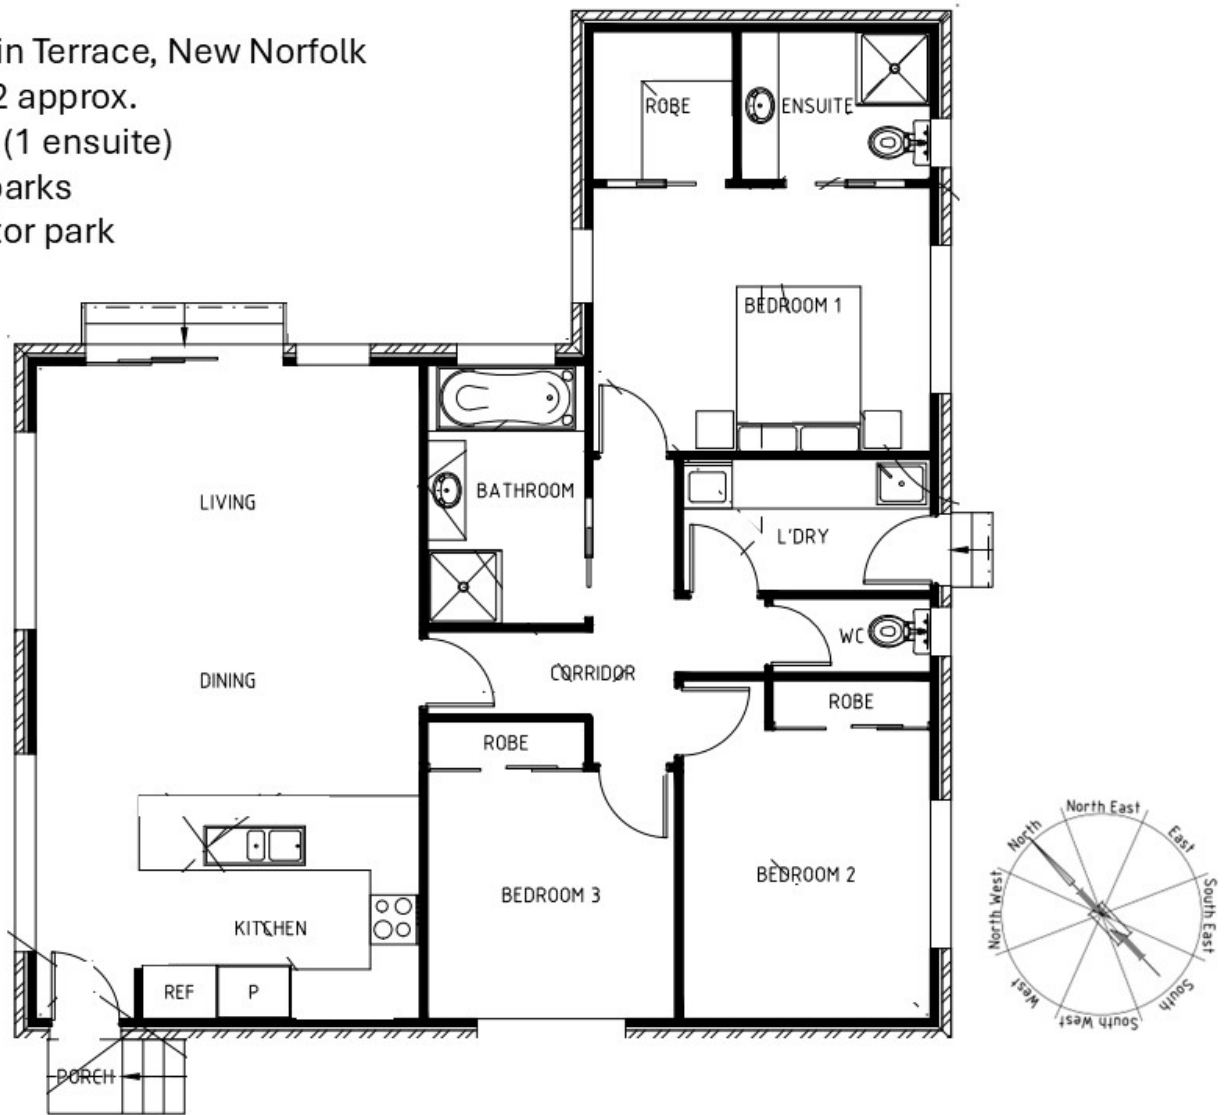 in Terrace, New Norfolk
2 approx.
(1 ensuite)
parks
tor park
ROBE
ENSUITE
BEDROOM 1
LIVING
BATHROOM
L'DRY
WC
DINING
CORRIDOR
ROBE
ROBE
BEDROOM 3
BEDROOM 2
KITCHEN
REF
P
PORCH
North East
North
East
North West
South East
West
South
South West